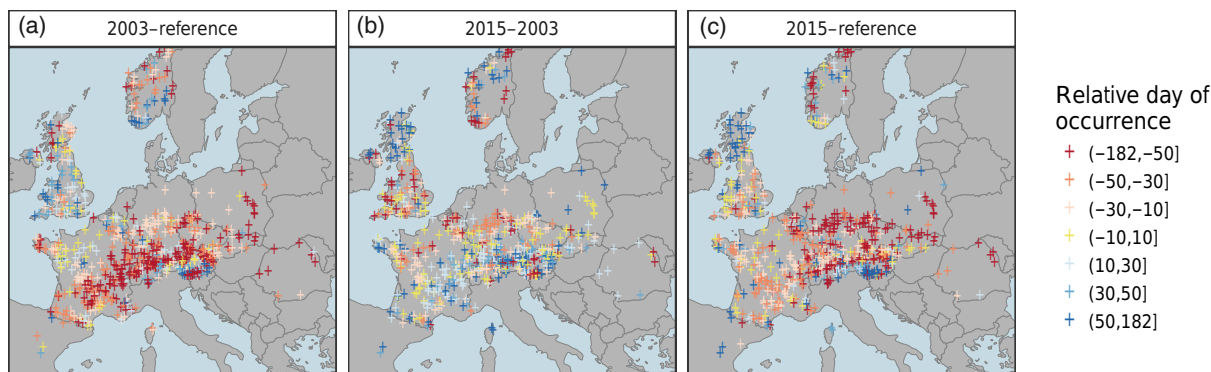 (a) 2003–reference
(b) 2015–2003
(c) 2015–reference
Relative day of
occurrence
(−182,−50]
(−50,−30]
(−30,−10]
(−10,10]
(10,30]
(30,50]
(50,182]